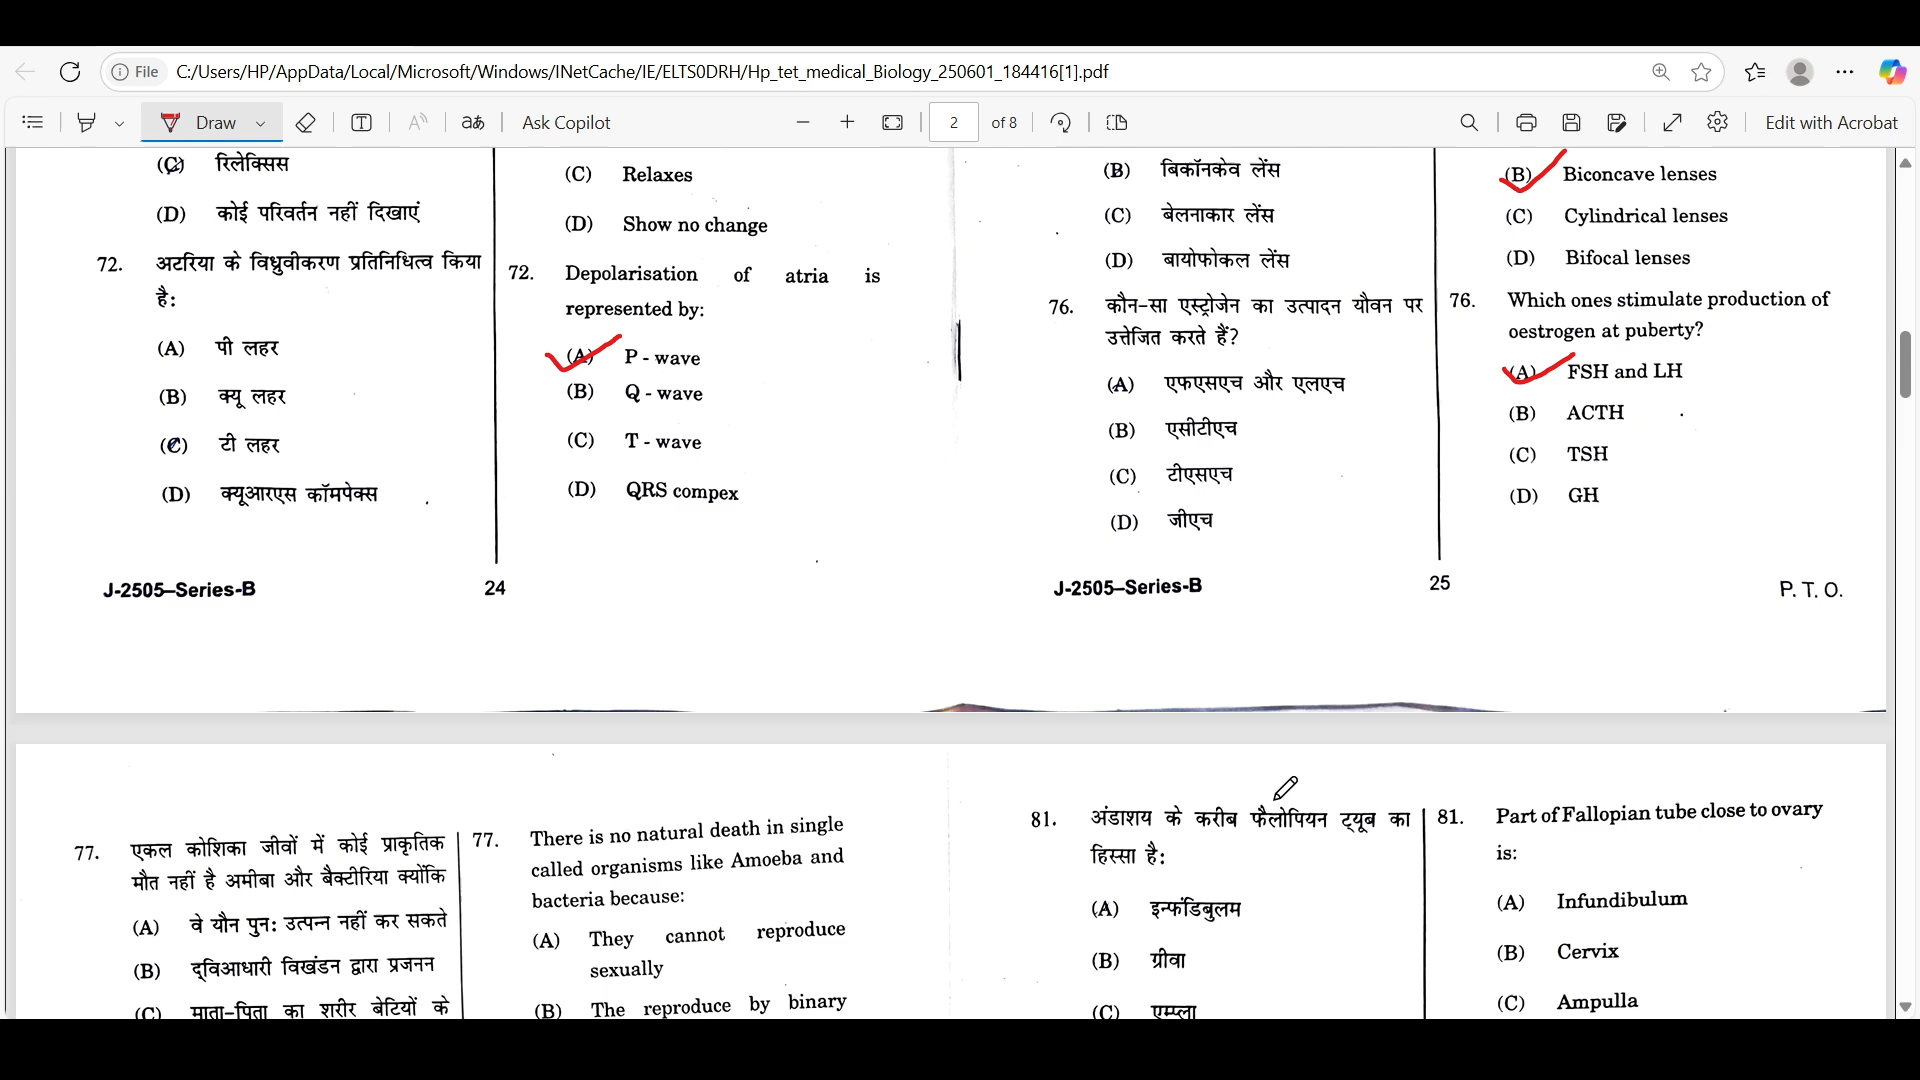 File C:/Users/HP/AppData/Local/Microsoft/Windows/INetCache/IE/ELTS0DRH/Hp_tet_medical_Biology_250601_184416[1].pdf
Draw T aあ Ask Copilot 2 of 8 Edit with Acrobat
(C) रिलेक्सिस
(D) कोई परिवर्तन नहीं दिखाएं
72. अटरिया के विध्रुवीकरण प्रतिनिधित्व किया
है:
(A) पी लहर
(B) क्यू लहर
(C) टी लहर
(D) क्यूआरएस कॉमपेक्स
(C) Relaxes
(D) Show no change
72. Depolarisation of atria is
represented by:
(A) P - wave
(B) Q - wave
(C) T - wave
(D) QRS compex
J-2505–Series-B 24
(B) बिकॉनकेव लेंस
(C) बेलनाकार लेंस
(D) बायोफोकल लेंस
76. कौन-सा एस्ट्रोजेन का उत्पादन यौवन पर
उत्तेजित करते हैं?
(A) एफएसएच और एलएच
(B) एसीटीएच
(C) टीएसएच
(D) जीएच
(B) Biconcave lenses
(C) Cylindrical lenses
(D) Bifocal lenses
76. Which ones stimulate production of
oestrogen at puberty?
(A) FSH and LH
(B) ACTH
(C) TSH
(D) GH
J-2505–Series-B 25 P. T. O.
77. एकल कोशिका जीवों में कोई प्राकृतिक
मौत नहीं है अमीबा और बैक्टीरिया क्योंकि
(A) वे यौन पुन: उत्पन्न नहीं कर सकते
(B) द्विआधारी विखंडन द्वारा प्रजनन
(C) माता-पिता का शरीर बेटियों के
77. There is no natural death in single
called organisms like Amoeba and
bacteria because:
(A) They cannot reproduce
sexually
(B) The reproduce by binary
81. अंडाशय के करीब फैलोपियन ट्यूब का
हिस्सा है:
(A) इन्फंडिबुलम
(B) ग्रीवा
(C) एम्प्ला
81. Part of Fallopian tube close to ovary
is:
(A) Infundibulum
(B) Cervix
(C) Ampulla